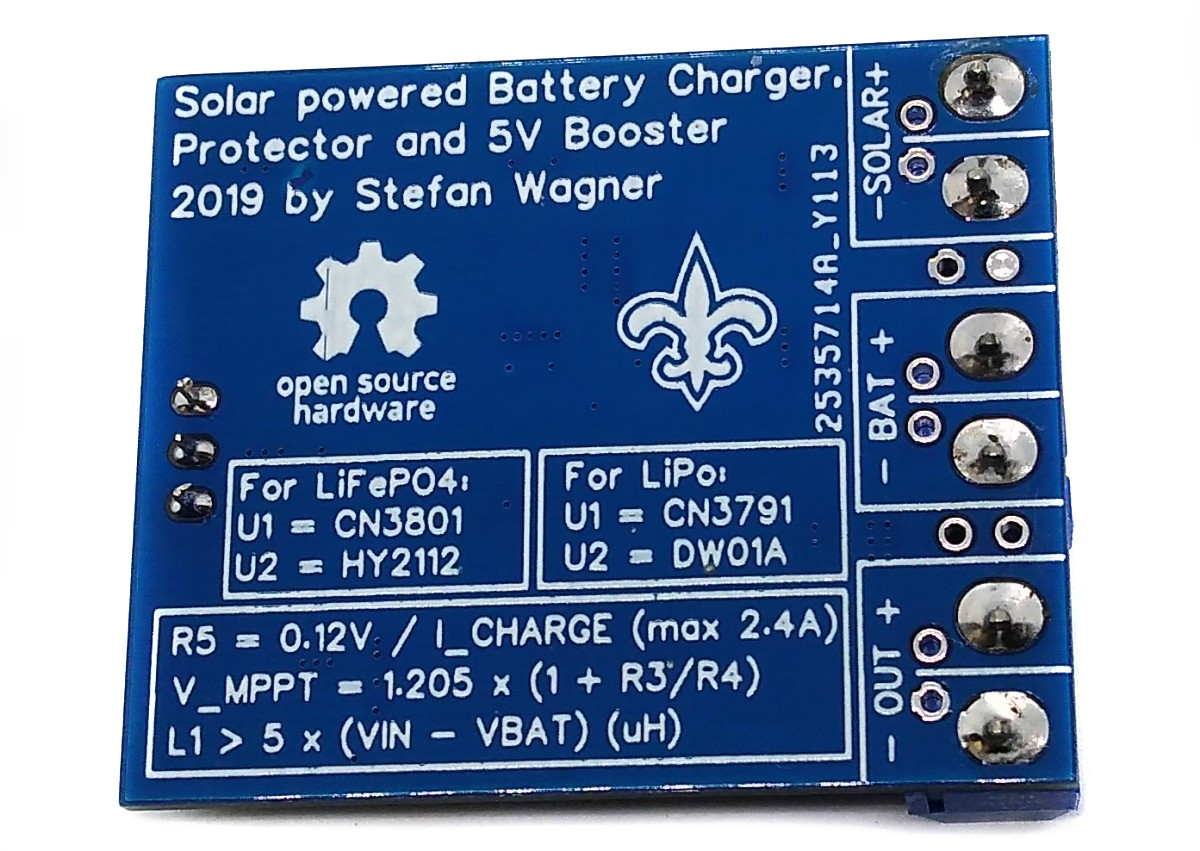 Solar powered Battery Charger.
Protector and 5V Booster
2019 by Stefan Wagner
open source
hardware
2535714A_Y113
-SOLAR+
- BAT +
- OUT +
For LiFePO4:
U1 = CN3801
U2 = HY2112
For LiPo:
U1 = CN3791
U2 = DW01A
R5 = 0.12V / I_CHARGE (max 2.4A)
V_MPPT = 1.205 x (1 + R3/R4)
L1 > 5 x (VIN - VBAT) (uH)